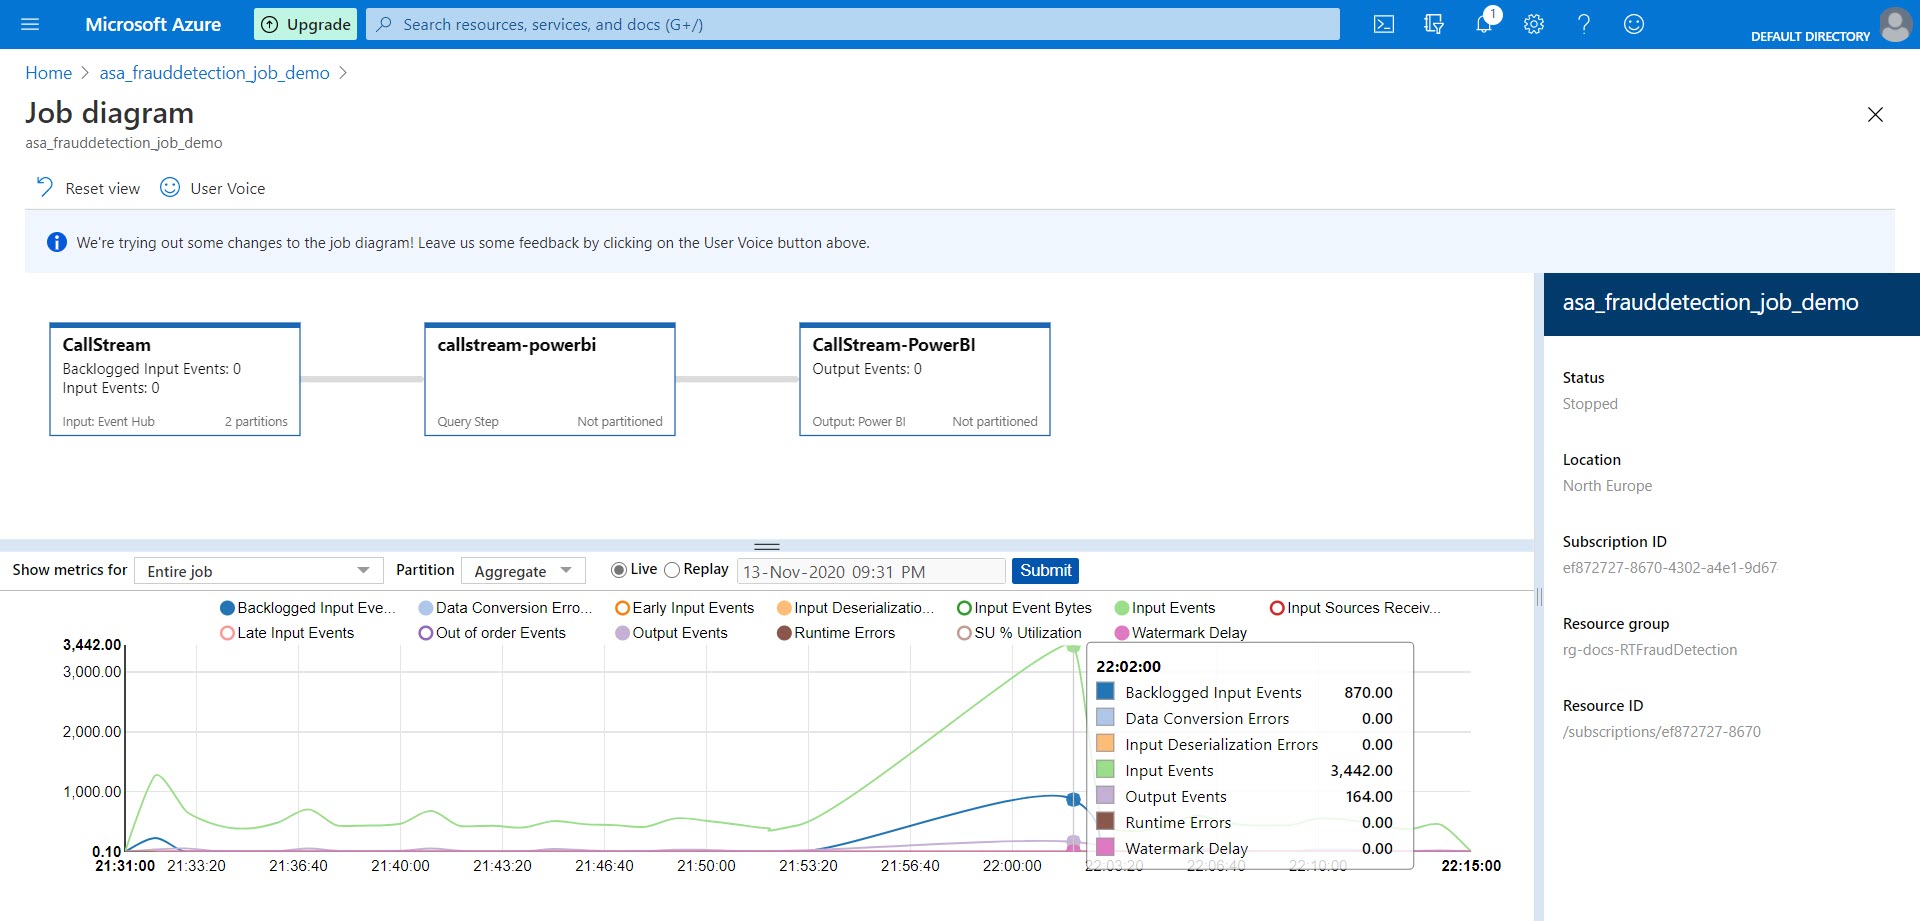 Microsoft Azure
Upgrade
Search resources, services, and docs (G+/)
1
DEFAULT DIRECTORY
Home > asa_frauddetection_job_demo >
Job diagram
asa_frauddetection_job_demo
Reset view
User Voice
We're trying out some changes to the job diagram! Leave us some feedback by clicking on the User Voice button above.
CallStream
Backlogged Input Events: 0
Input Events: 0
Input: Event Hub
2 partitions
callstream-powerbi
Query Step
Not partitioned
CallStream-PowerBI
Output Events: 0
Output: Power BI
Not partitioned
asa_frauddetection_job_demo
Status
Stopped
Location
North Europe
Subscription ID
ef872727-8670-4302-a4e1-9d67
Resource group
rg-docs-RTFraudDetection
Resource ID
/subscriptions/ef872727-8670
Show metrics for
Entire job
Partition
Aggregate
Live
Replay
13-Nov-2020 09:31 PM
Submit
Backlogged Input Eve...
Data Conversion Erro...
Early Input Events
Input Deserializatio...
Input Event Bytes
Input Events
Input Sources Receiv...
Late Input Events
Out of order Events
Output Events
Runtime Errors
SU % Utilization
Watermark Delay
3,442.00
3,000.00
2,000.00
1,000.00
0.10
22:02:00
Backlogged Input Events 870.00
Data Conversion Errors 0.00
Input Deserialization Errors 0.00
Input Events 3,442.00
Output Events 164.00
Runtime Errors 0.00
Watermark Delay 0.00
21:31:00
21:33:20
21:36:40
21:40:00
21:43:20
21:46:40
21:50:00
21:53:20
21:56:40
22:00:00
22:03:20
22:06:40
22:10:00
22:15:00